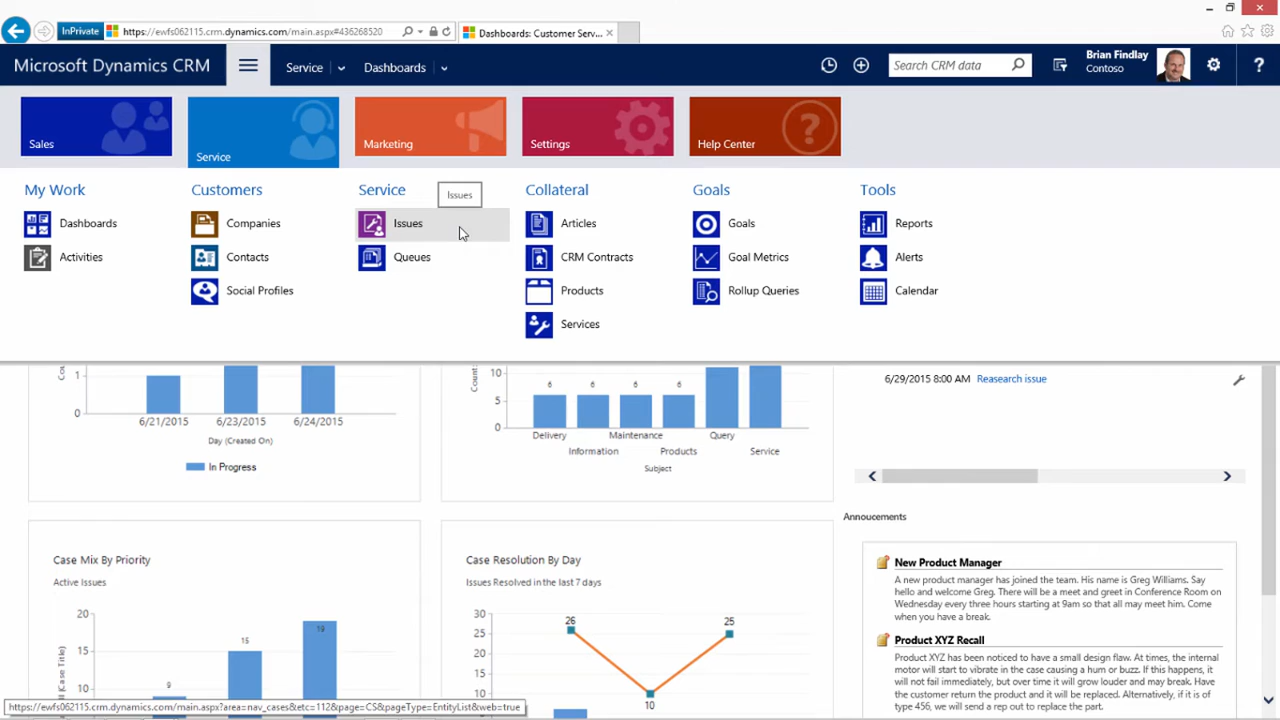 InPrivate
https://ewfs062115.crm.dynamics.com/main.aspx#436268520
Dashboards: Customer Serv...
Microsoft Dynamics CRM
Service
Dashboards
Search CRM data
Brian Findlay
Contoso
?
Sales
Service
Marketing
Settings
Help Center
My Work
Customers
Service
Issues
Collateral
Goals
Tools
Dashboards
Companies
Issues
Articles
Goals
Reports
Activities
Contacts
Queues
CRM Contracts
Goal Metrics
Alerts
Social Profiles
Products
Rollup Queries
Calendar
Services
1
0
6/21/2015
6/23/2015
6/24/2015
Day (Created On)
In Progress
10
5
0
6
6
6
6
Delivery
Maintenance
Query
Information
Products
Service
Subject
6/29/2015 8:00 AM Reasearch issue
Annoucements
New Product Manager
A new product manager has joined the team. His name is Greg Williams. Say
hello and welcome Greg. There will be a meet and greet in Conference Room on
Wednesday every three hours starting at 9am so that all may meet him. Come
when you have a break.
Product XYZ Recall
Product XYZ has been noticed to have a small design flaw. At times, the internal
motor will start to vibrate in the case causing a hum or buzz. If this happens, it
will not fail immediately, but over time it will grow louder and may break. Have
the customer return the product and it will be replaced. Alternatively, if it is of
type 456, we will send a rep out to replace the part.
Case Mix By Priority
Active Issues
20
15
10
9
15
19
(Case Title)
Case Resolution By Day
Issues Resolved in the last 7 days
30
25
20
15
10
26
10
25
https://ewfs062115.crm.dynamics.com/main.aspx?area=nav_cases&etc=112&page=CS&pageType=EntityList&web=true